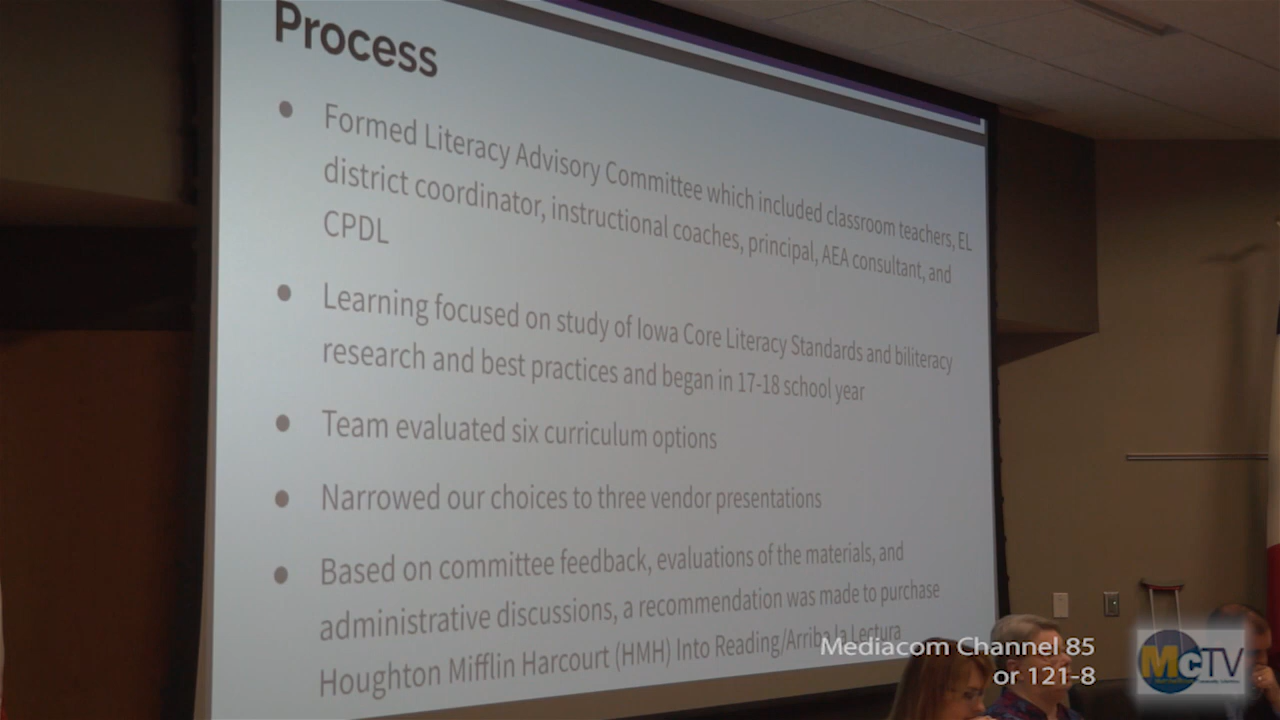 Process
● Formed Literacy Advisory Committee which included classroom teachers, EL
district coordinator, instructional coaches, principal, AEA consultant, and
CPDL
● Learning focused on study of Iowa Core Literacy Standards and biliteracy
research and best practices and began in 17-18 school year
● Team evaluated six curriculum options
● Narrowed our choices to three vendor presentations
● Based on committee feedback, evaluations of the materials, and
administrative discussions, a recommendation was made to purchase
Houghton Mifflin Harcourt (HMH) Into Reading/Arriba la Lectura
Mediacom Channel 85
or 121-8
McTV